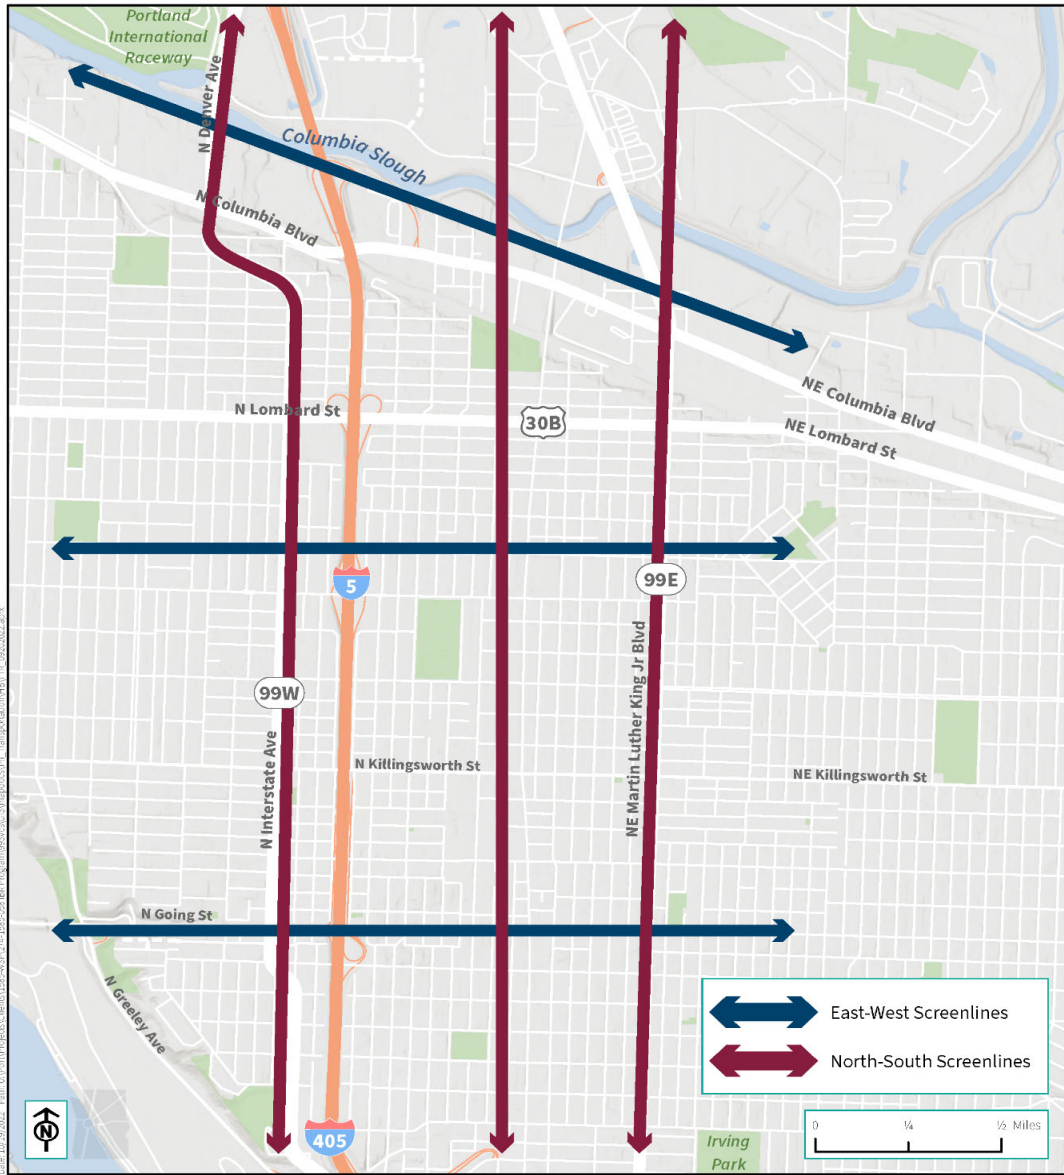 Portland
International
Raceway
N Denver Ave
Columbia Slough
N Columbia Blvd
NE Columbia Blvd
N Lombard St
30B
NE Lombard St
5
99E
99W
N Interstate Ave
NE Martin Luther King Jr Blvd
N Killingsworth St
NE Killingsworth St
N Going St
N Greeley Ave
405
Irving
Park
East-West Screenlines
North-South Screenlines
0 ¼ ½ Miles
N